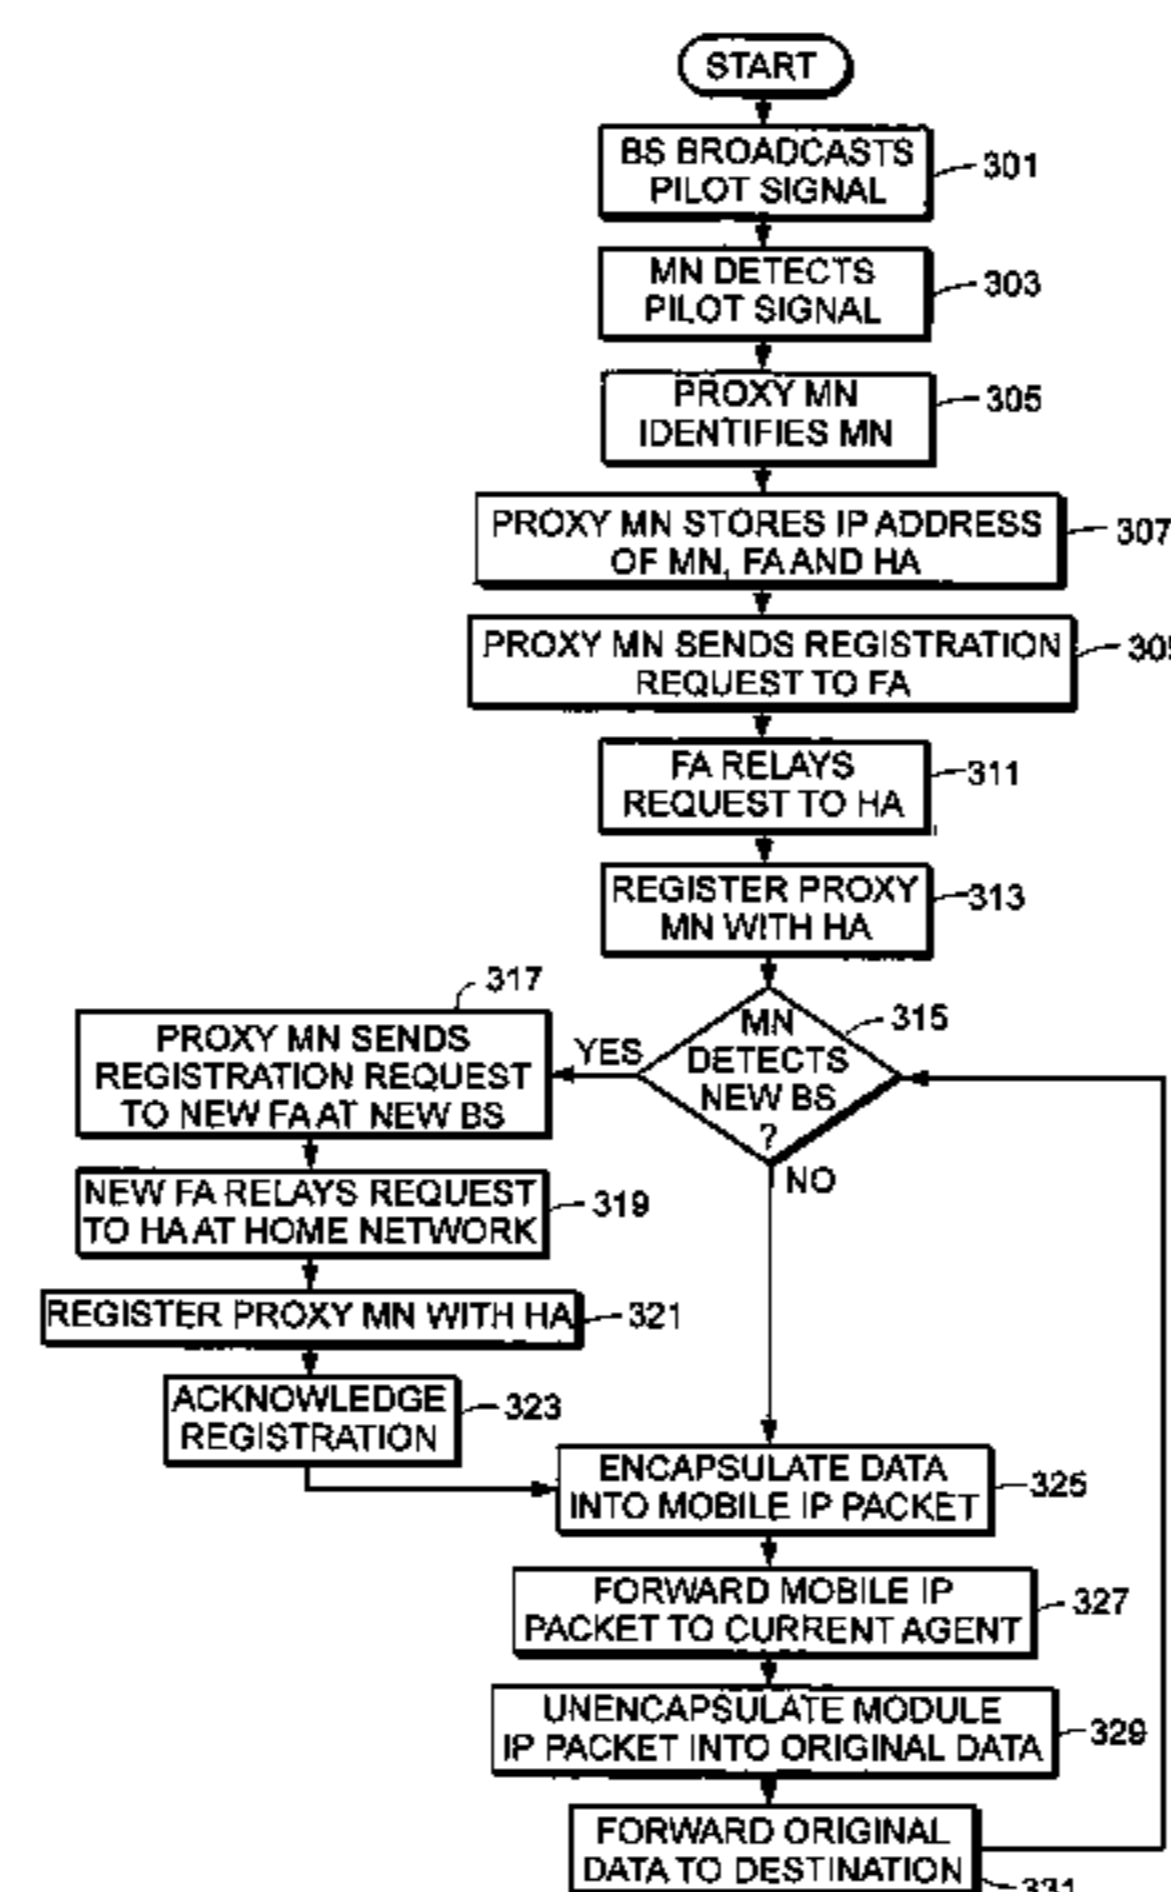 START
BS BROADCASTS
PILOT SIGNAL
301
MN DETECTS
PILOT SIGNAL
303
PROXY MN
IDENTIFIES MN
305
PROXY MN STORES IP ADDRESS
OF MN, FA AND HA
307
PROXY MN SENDS REGISTRATION
REQUEST TO FA
FA RELAYS
REQUEST TO HA
311
REGISTER PROXY
MN WITH HA
313
MN
DETECTS
NEW BS
?
315
YES
NO
317
PROXY MN SENDS
REGISTRATION REQUEST
TO NEW FA AT NEW BS
NEW FA RELAYS REQUEST
TO HA AT HOME NETWORK
319
REGISTER PROXY MN WITH HA
321
ACKNOWLEDGE
REGISTRATION
323
ENCAPSULATE DATA
INTO MOBILE IP PACKET
325
FORWARD MOBILE IP
PACKET TO CURRENT AGENT
327
UNENCAPSULATE MODULE
IP PACKET INTO ORIGINAL DATA
329
FORWARD ORIGINAL
DATA TO DESTINATION
331